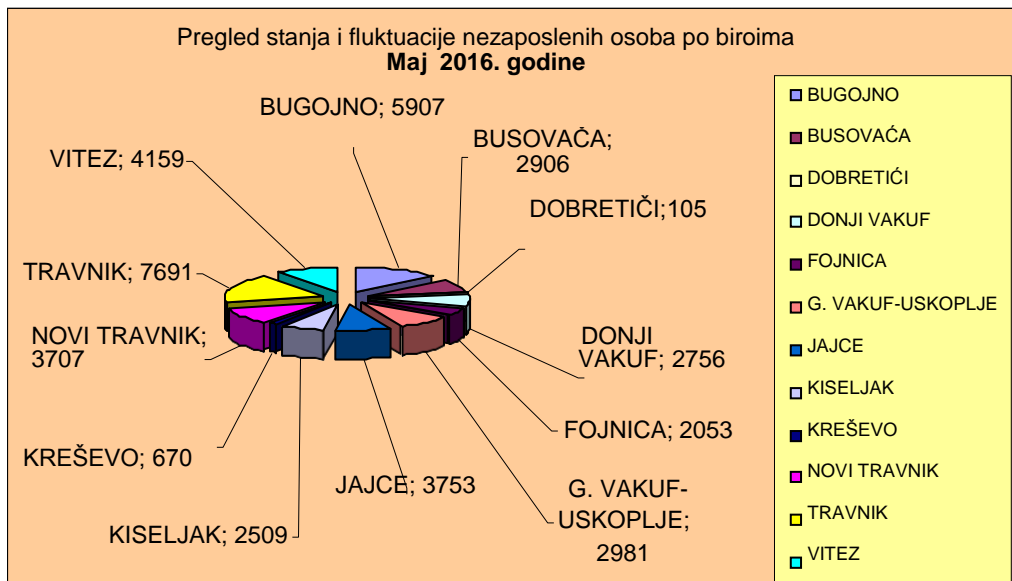 Pregled stanja i fluktuacije nezaposlenih osoba po biroima
Maj 2016. godine
BUGOJNO; 5907
BUSOVAČA;
2906
DOBRETIČI;105
DONJI
VAKUF; 2756
FOJNICA; 2053
G. VAKUF-
USKOPLJE;
2981
JAJCE; 3753
KISELJAK; 2509
KREŠEVO; 670
NOVI TRAVNIK;
3707
TRAVNIK; 7691
VITEZ; 4159
BUGOJNO
BUSOVAĆA
DOBRETIĆI
DONJI VAKUF
FOJNICA
G. VAKUF-USKOPLJE
JAJCE
KISELJAK
KREŠEVO
NOVI TRAVNIK
TRAVNIK
VITEZ